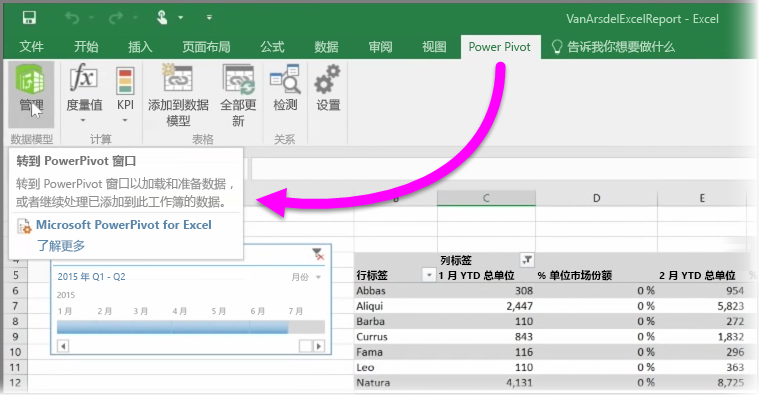 VanArsdelExcelReport - Excel
文件 开始 插入 页面布局 公式 数据 审阅 视图 Power Pivot 告诉我你想要做什么
管理 度量值 KPI 添加到数据模型 全部更新 检测 设置
数据模型 计算 表格 关系
转到 PowerPivot 窗口
转到 PowerPivot 窗口以加载和准备数据，
或者继续处理已添加到此工作簿的数据。
Microsoft PowerPivot for Excel
了解更多
B C D E
2015 年 Q1 - Q2 月份
2015
1 月 2 月 3 月 4 月 5 月 6 月 7 月
4 列标签
5 行标签 1 月 YTD 总单位 % 单位市场份额 2 月 YTD 总单位 %
6 Abbas 308 0 % 954
7 Aliqui 2,447 0 % 5,823
8 Barba 110 0 % 272
9 Currus 843 0 % 1,832
10 Fama 116 0 % 296
11 Leo 110 0 % 363
12 Natura 4,131 0 % 8,725